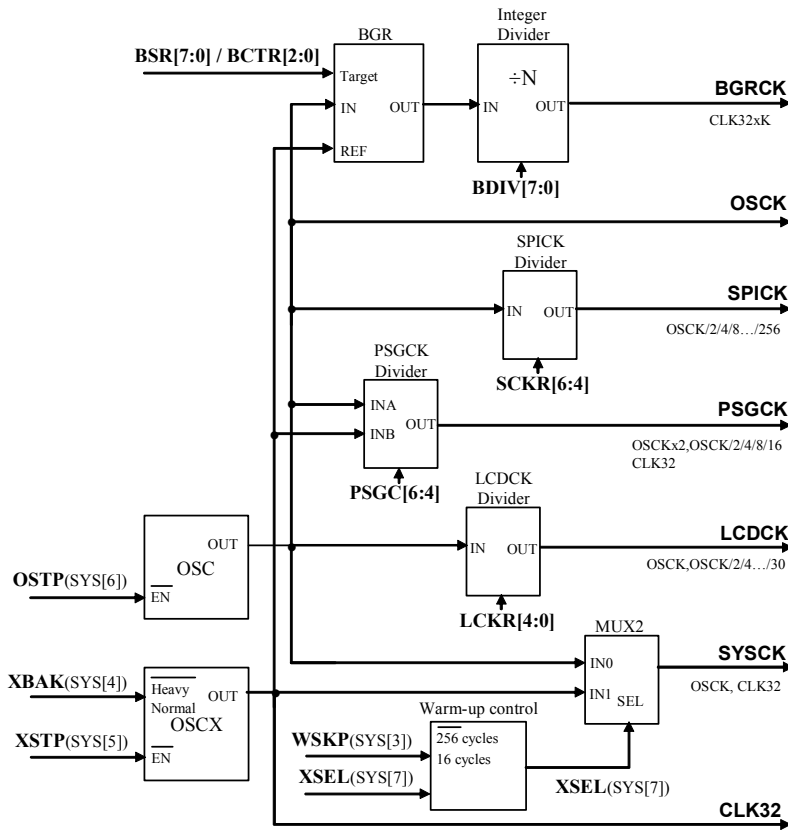 BGR
Integer
Divider
BSR[7:0] / BCTR[2:0]
Target
IN
OUT
REF
÷N
IN
OUT
BGRCK
CLK32xK
BDIV[7:0]
OSCK
SPICK
Divider
IN
OUT
SPICK
OSCK/2/4/8…/256
SCKR[6:4]
PSGCK
Divider
INA
OUT
INB
PSGCK
OSCKx2,OSCK/2/4/8/16
CLK32
PSGC[6:4]
LCDCK
Divider
IN
OUT
LCDCK
OSCK,OSCK/2/4…/30
LCKR[4:0]
OUT
OSC
EN
OSTP(SYS[6])
MUX2
IN0
IN1
SEL
SYSCK
OSCK, CLK32
XBAK(SYS[4])
Heavy
Normal
OUT
OSCX
EN
XSTP(SYS[5])
Warm-up control
WSKP(SYS[3])
256 cycles
16 cycles
XSEL(SYS[7])
XSEL(SYS[7])
CLK32